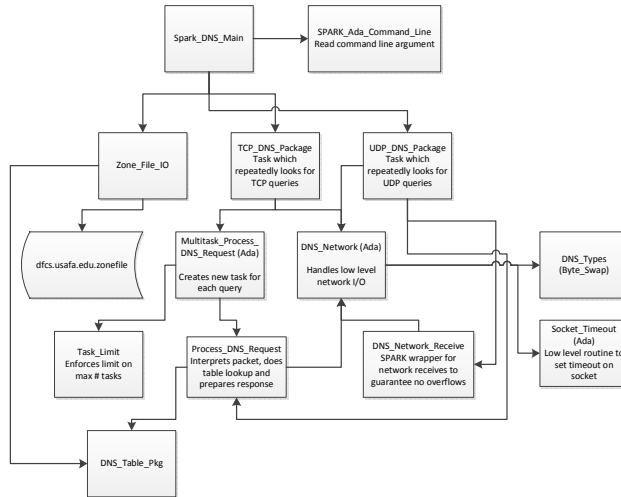 Spark_DNS_Main
SPARK_Ada_Command_Line
Read command line argument
Zone_File_IO
TCP_DNS_Package
Task which
repeatedly looks for
TCP queries
UDP_DNS_Package
Task which
repeatedly looks for
UDP queries
dfcs.usafa.edu.zonefile
Multitask_Process_
DNS_Request (Ada)
Creates new task for
each query
DNS_Network (Ada)
Handles low level
network I/O
DNS_Types
(Byte_Swap)
Task_Limit
Enforces limit on
max # tasks
Process_DNS_Request
Interprets packet, does
table lookup and
prepares response
DNS_Network_Receive
SPARK wrapper for
network receives to
guarantee no overflows
Socket_Timeout
(Ada)
Low level routine to
set timeout on
socket
DNS_Table_Pkg